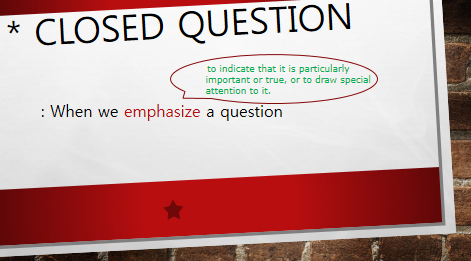 * CLOSED QUESTION
to indicate that it is particularly
important or true, or to draw special
attention to it.
: When we emphasize a question